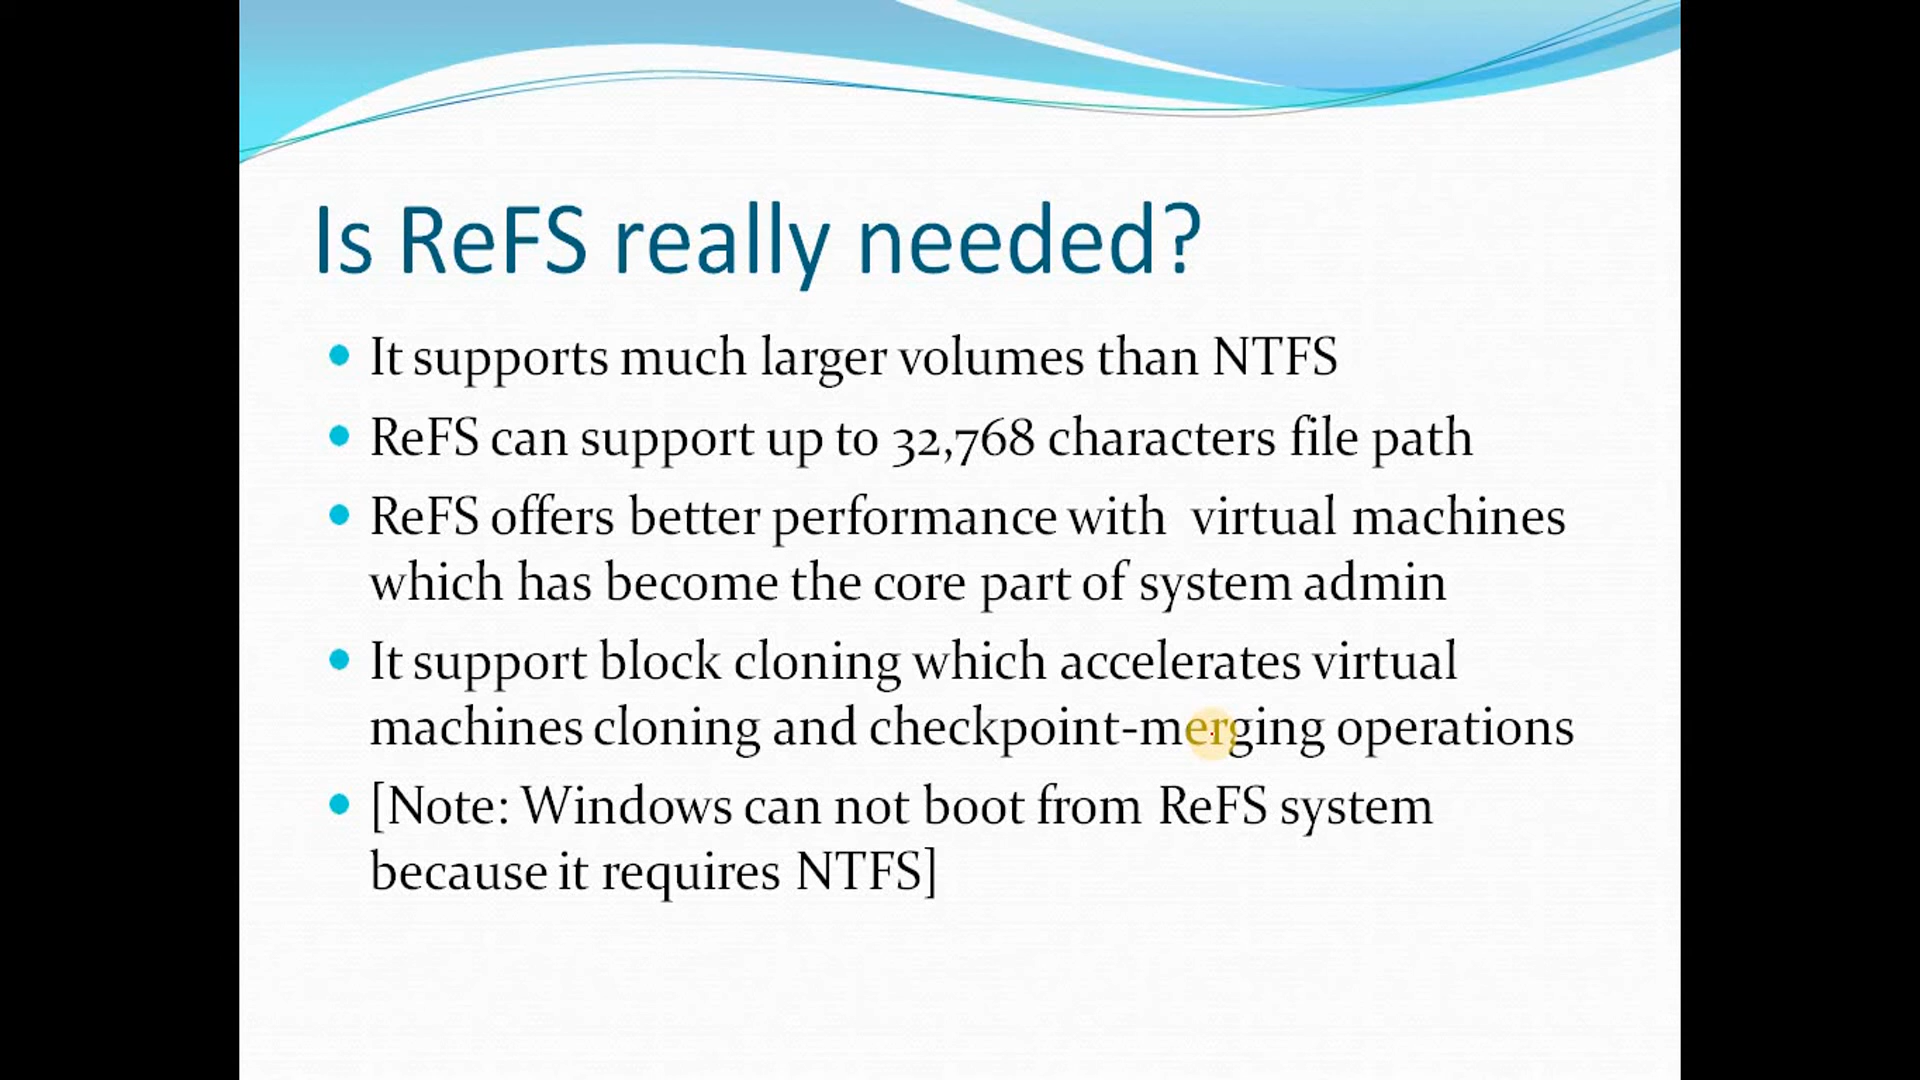 Is ReFS really needed?
It supports much larger volumes than NTFS
ReFS can support up to 32,768 characters file path
ReFS offers better performance with virtual machines
which has become the core part of system admin
It support block cloning which accelerates virtual
machines cloning and checkpoint-merging operations
[Note: Windows can not boot from ReFS system
because it requires NTFS]